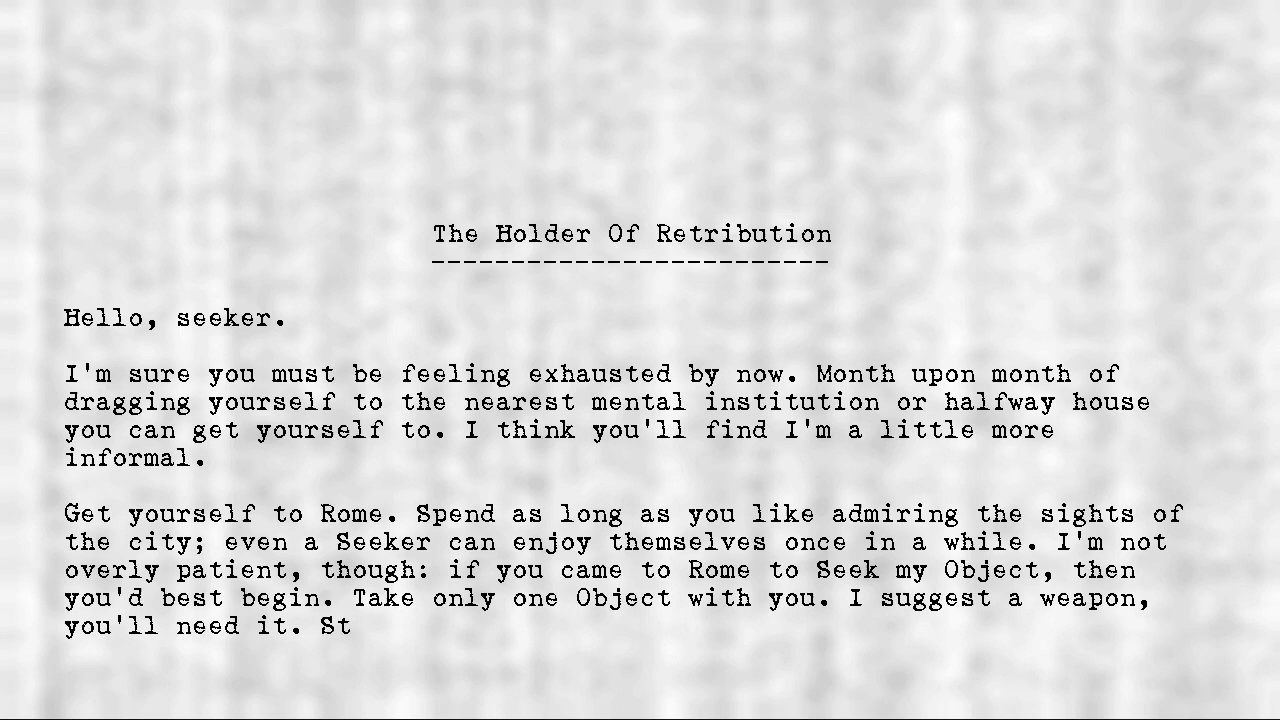 The Holder Of Retribution
-------------------------
Hello, seeker.
I'm sure you must be feeling exhausted by now. Month upon month of
dragging yourself to the nearest mental institution or halfway house
you can get yourself to. I think you'll find I'm a little more
informal.
Get yourself to Rome. Spend as long as you like admiring the sights of
the city; even a Seeker can enjoy themselves once in a while. I'm not
overly patient, though: if you came to Rome to Seek my Object, then
you'd best begin. Take only one Object with you. I suggest a weapon,
you'll need it. St